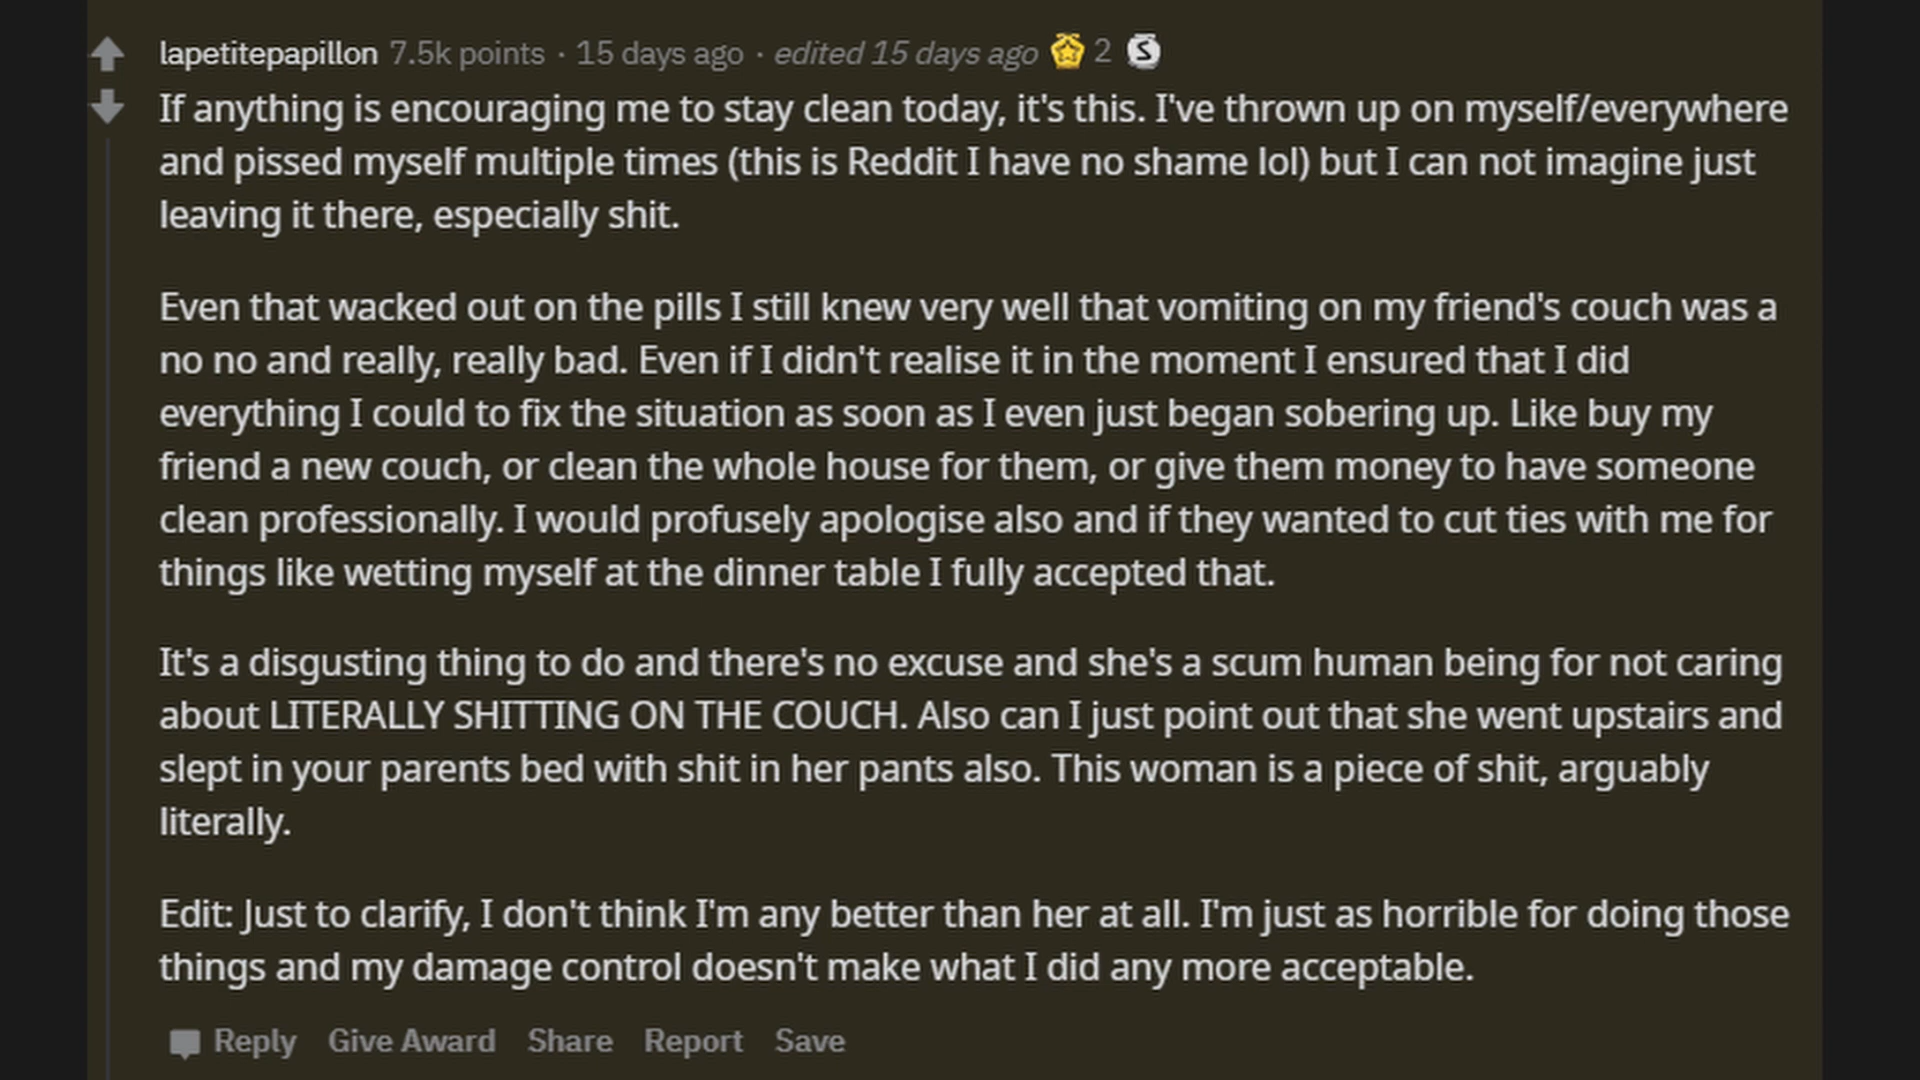 lapetitepapillon 7.5k points · 15 days ago · edited 15 days ago 2 S
If anything is encouraging me to stay clean today, it's this. I've thrown up on myself/everywhere
and pissed myself multiple times (this is Reddit I have no shame lol) but I can not imagine just
leaving it there, especially shit.
Even that wacked out on the pills I still knew very well that vomiting on my friend's couch was a
no no and really, really bad. Even if I didn't realise it in the moment I ensured that I did
everything I could to fix the situation as soon as I even just began sobering up. Like buy my
friend a new couch, or clean the whole house for them, or give them money to have someone
clean professionally. I would profusely apologise also and if they wanted to cut ties with me for
things like wetting myself at the dinner table I fully accepted that.
It's a disgusting thing to do and there's no excuse and she's a scum human being for not caring
about LITERALLY SHITTING ON THE COUCH. Also can I just point out that she went upstairs and
slept in your parents bed with shit in her pants also. This woman is a piece of shit, arguably
literally.
Edit: Just to clarify, I don't think I'm any better than her at all. I'm just as horrible for doing those
things and my damage control doesn't make what I did any more acceptable.
Reply Give Award Share Report Save